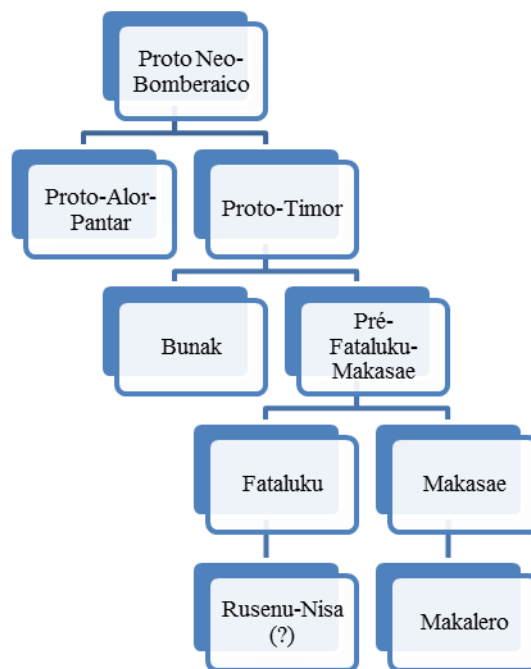 Proto Neo-
Bomberaico
Proto-Alor-
Pantar
Proto-Timor
Bunak
Pré-
Fataluku-
Makasae
Fataluku
Makasae
Rusenu-Nisa
(?)
Makalero